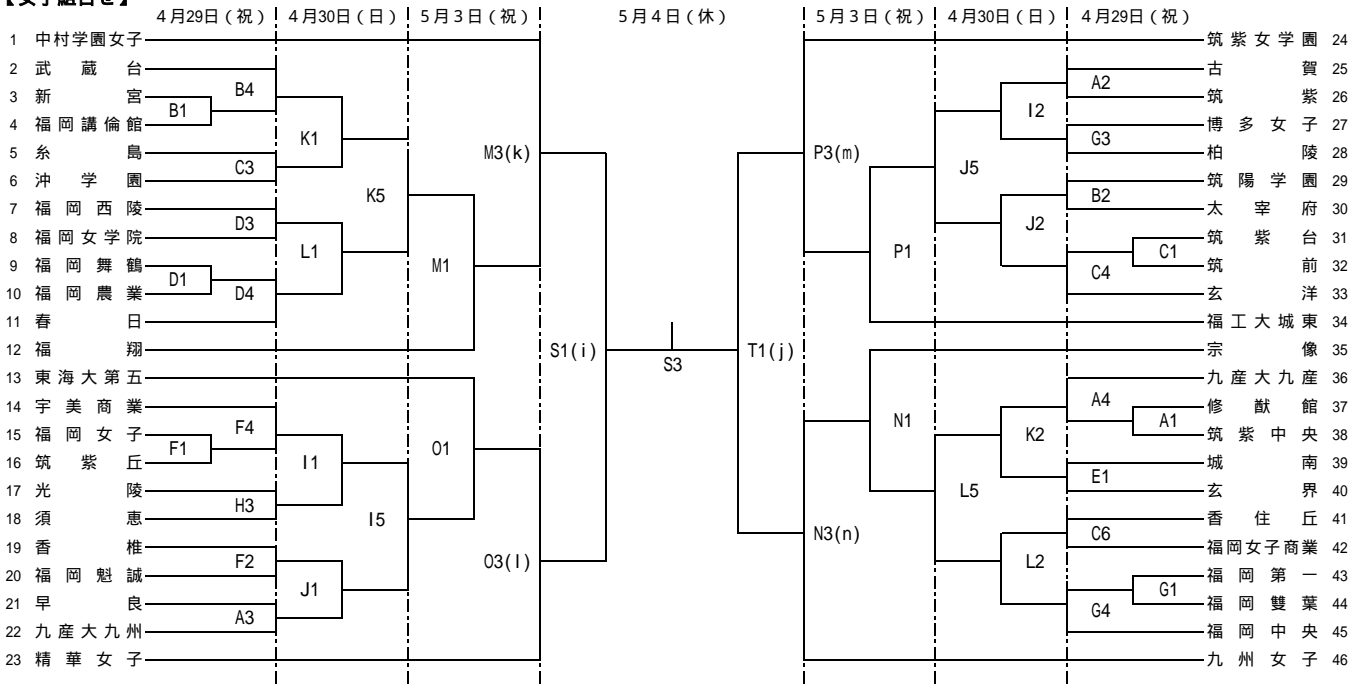 【女子組合せ】
4月29日(祝) 4月30日(日) 5月3日(祝) 5月4日(休) 5月3日(祝) 4月30日(日) 4月29日(祝)
1 中村学園女子 筑紫女学園 24
2 武蔵台 古賀 25
B4 A2
3 新宮 筑紫 26
B1 I2
4 福岡講倫館 博多女子 27
K1 G3
5 糸島 M3(k) P3(m) 柏陵 28
C3 J5
6 沖学園 筑陽学園 29
K5 B2
7 福岡西陵 太宰府 30
D3 J2
8 福岡女学院 筑紫台 31
L1 P1 C1
9 福岡舞鶴 M1 筑前 32
D1 C4
10 福岡農業 D4 玄洋 33
11 春日 福工大城東 34
12 福翔 S1(i) S3 T1(j) 宗像 35
13 東海大第五 九産大九産 36
14 宇美商業 A4 修猷館 37
F4 N1 A1
15 福岡女子 O1 K2 筑紫中央 38
F1
16 筑紫丘 I1 城南 39
E1
17 光陵 L5 玄界 40
H3 I5
18 須恵 香住丘 41
N3(n) C6
19 香椎 O3(l) 福岡女子商業 42
F2 L2
20 福岡魁誠 福岡第一 43
J1 G1
21 早良 福岡雙葉 44
A3 G4
22 九産大九州 福岡中央 45
23 精華女子 九州女子 46